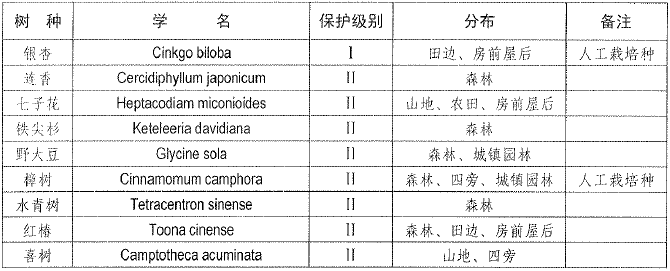 树 种 学 名 保护级别 分布 备注
银杏 Cinkgo biloba I 田边、房前屋后 人工栽培种
连香 Cercidiphyllum japonicum II 森林
七子花 Heptacodiam miconioides II 山地、农田、房前屋后
铁尖杉 Keteleeria davidiana II 森林
野大豆 Glycine sola II 森林、城镇园林
樟树 Cinnamomum camphora II 森林、四旁、城镇园林 人工栽培种
水青树 Tetracentron sinense II 森林
红椿 Toona cinense II 森林、田边、房前屋后
喜树 Camptotheca acuminata II 山地、四旁